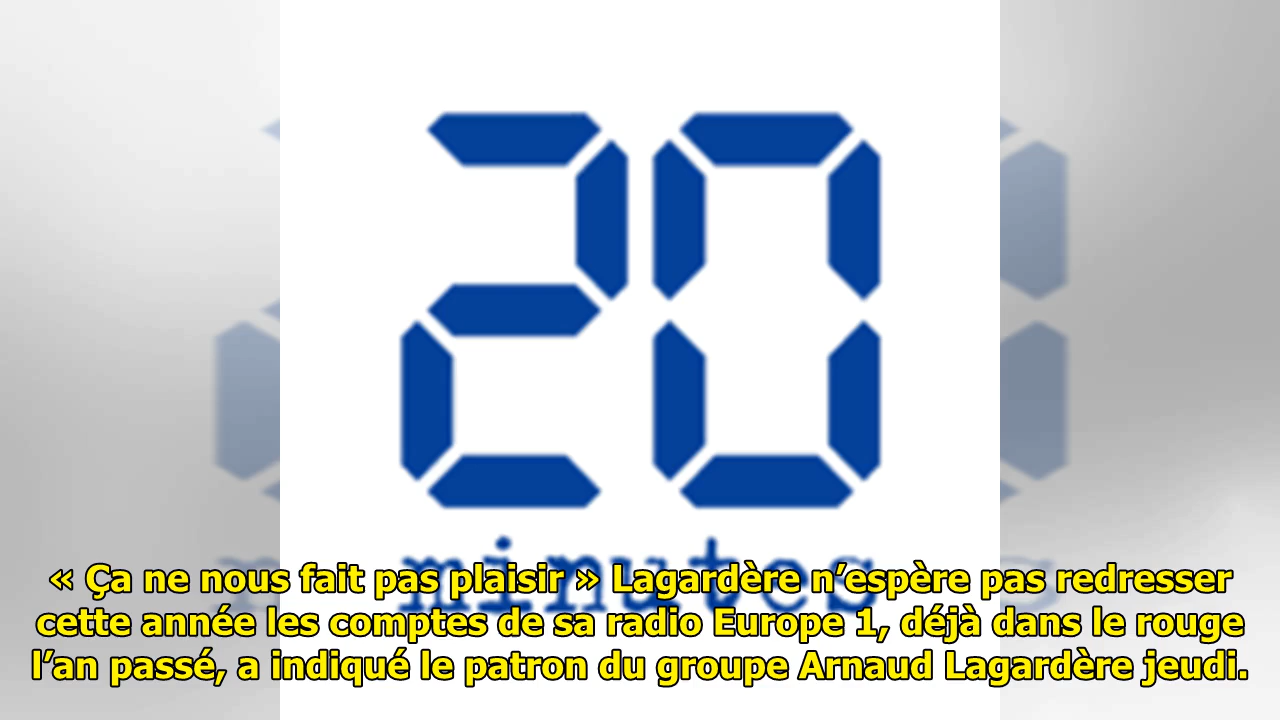 20
minutes
« Ça ne nous fait pas plaisir » Lagardère n’espère pas redresser
cette année les comptes de sa radio Europe 1, déjà dans le rouge
l’an passé, a indiqué le patron du groupe Arnaud Lagardère jeudi.